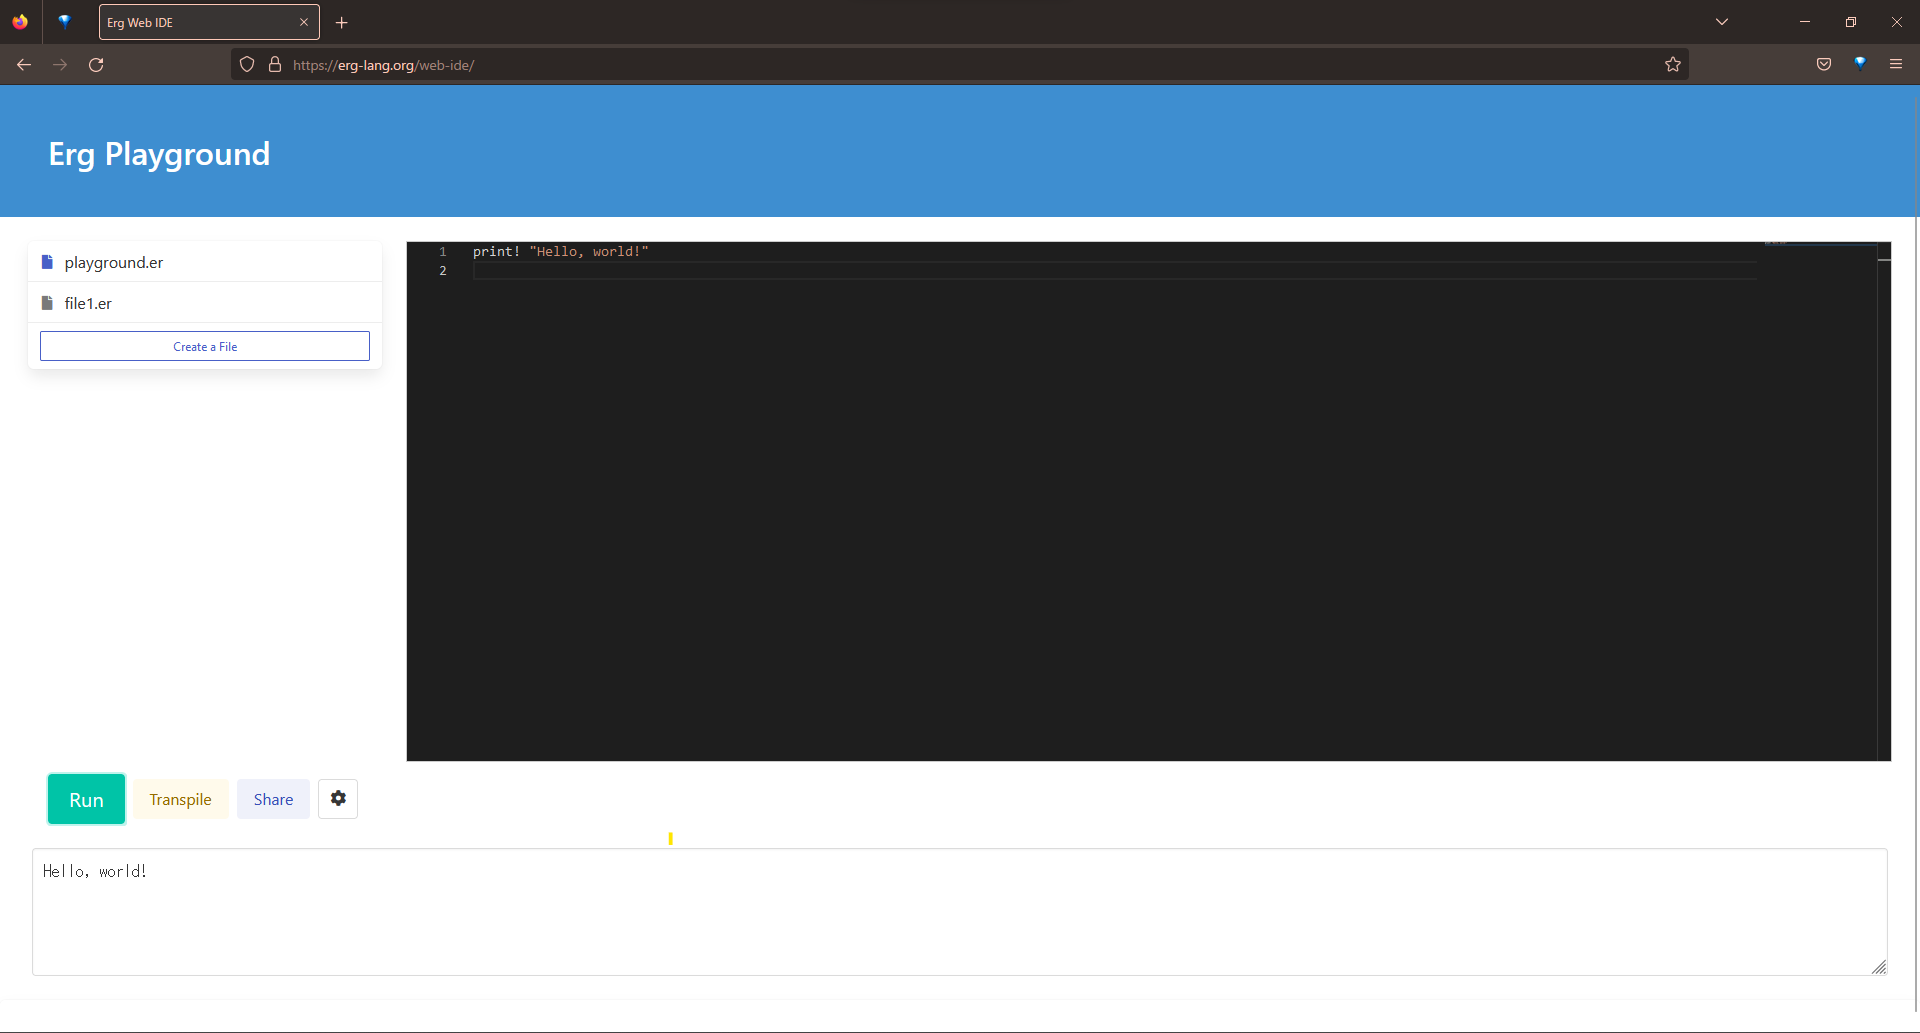 Erg Web IDE
https://erg-lang.org/web-ide/
Erg Playground
playground.er
file1.er
Create a File
1 print! "Hello, world!"
2
Run
Transpile
Share
Hello, world!